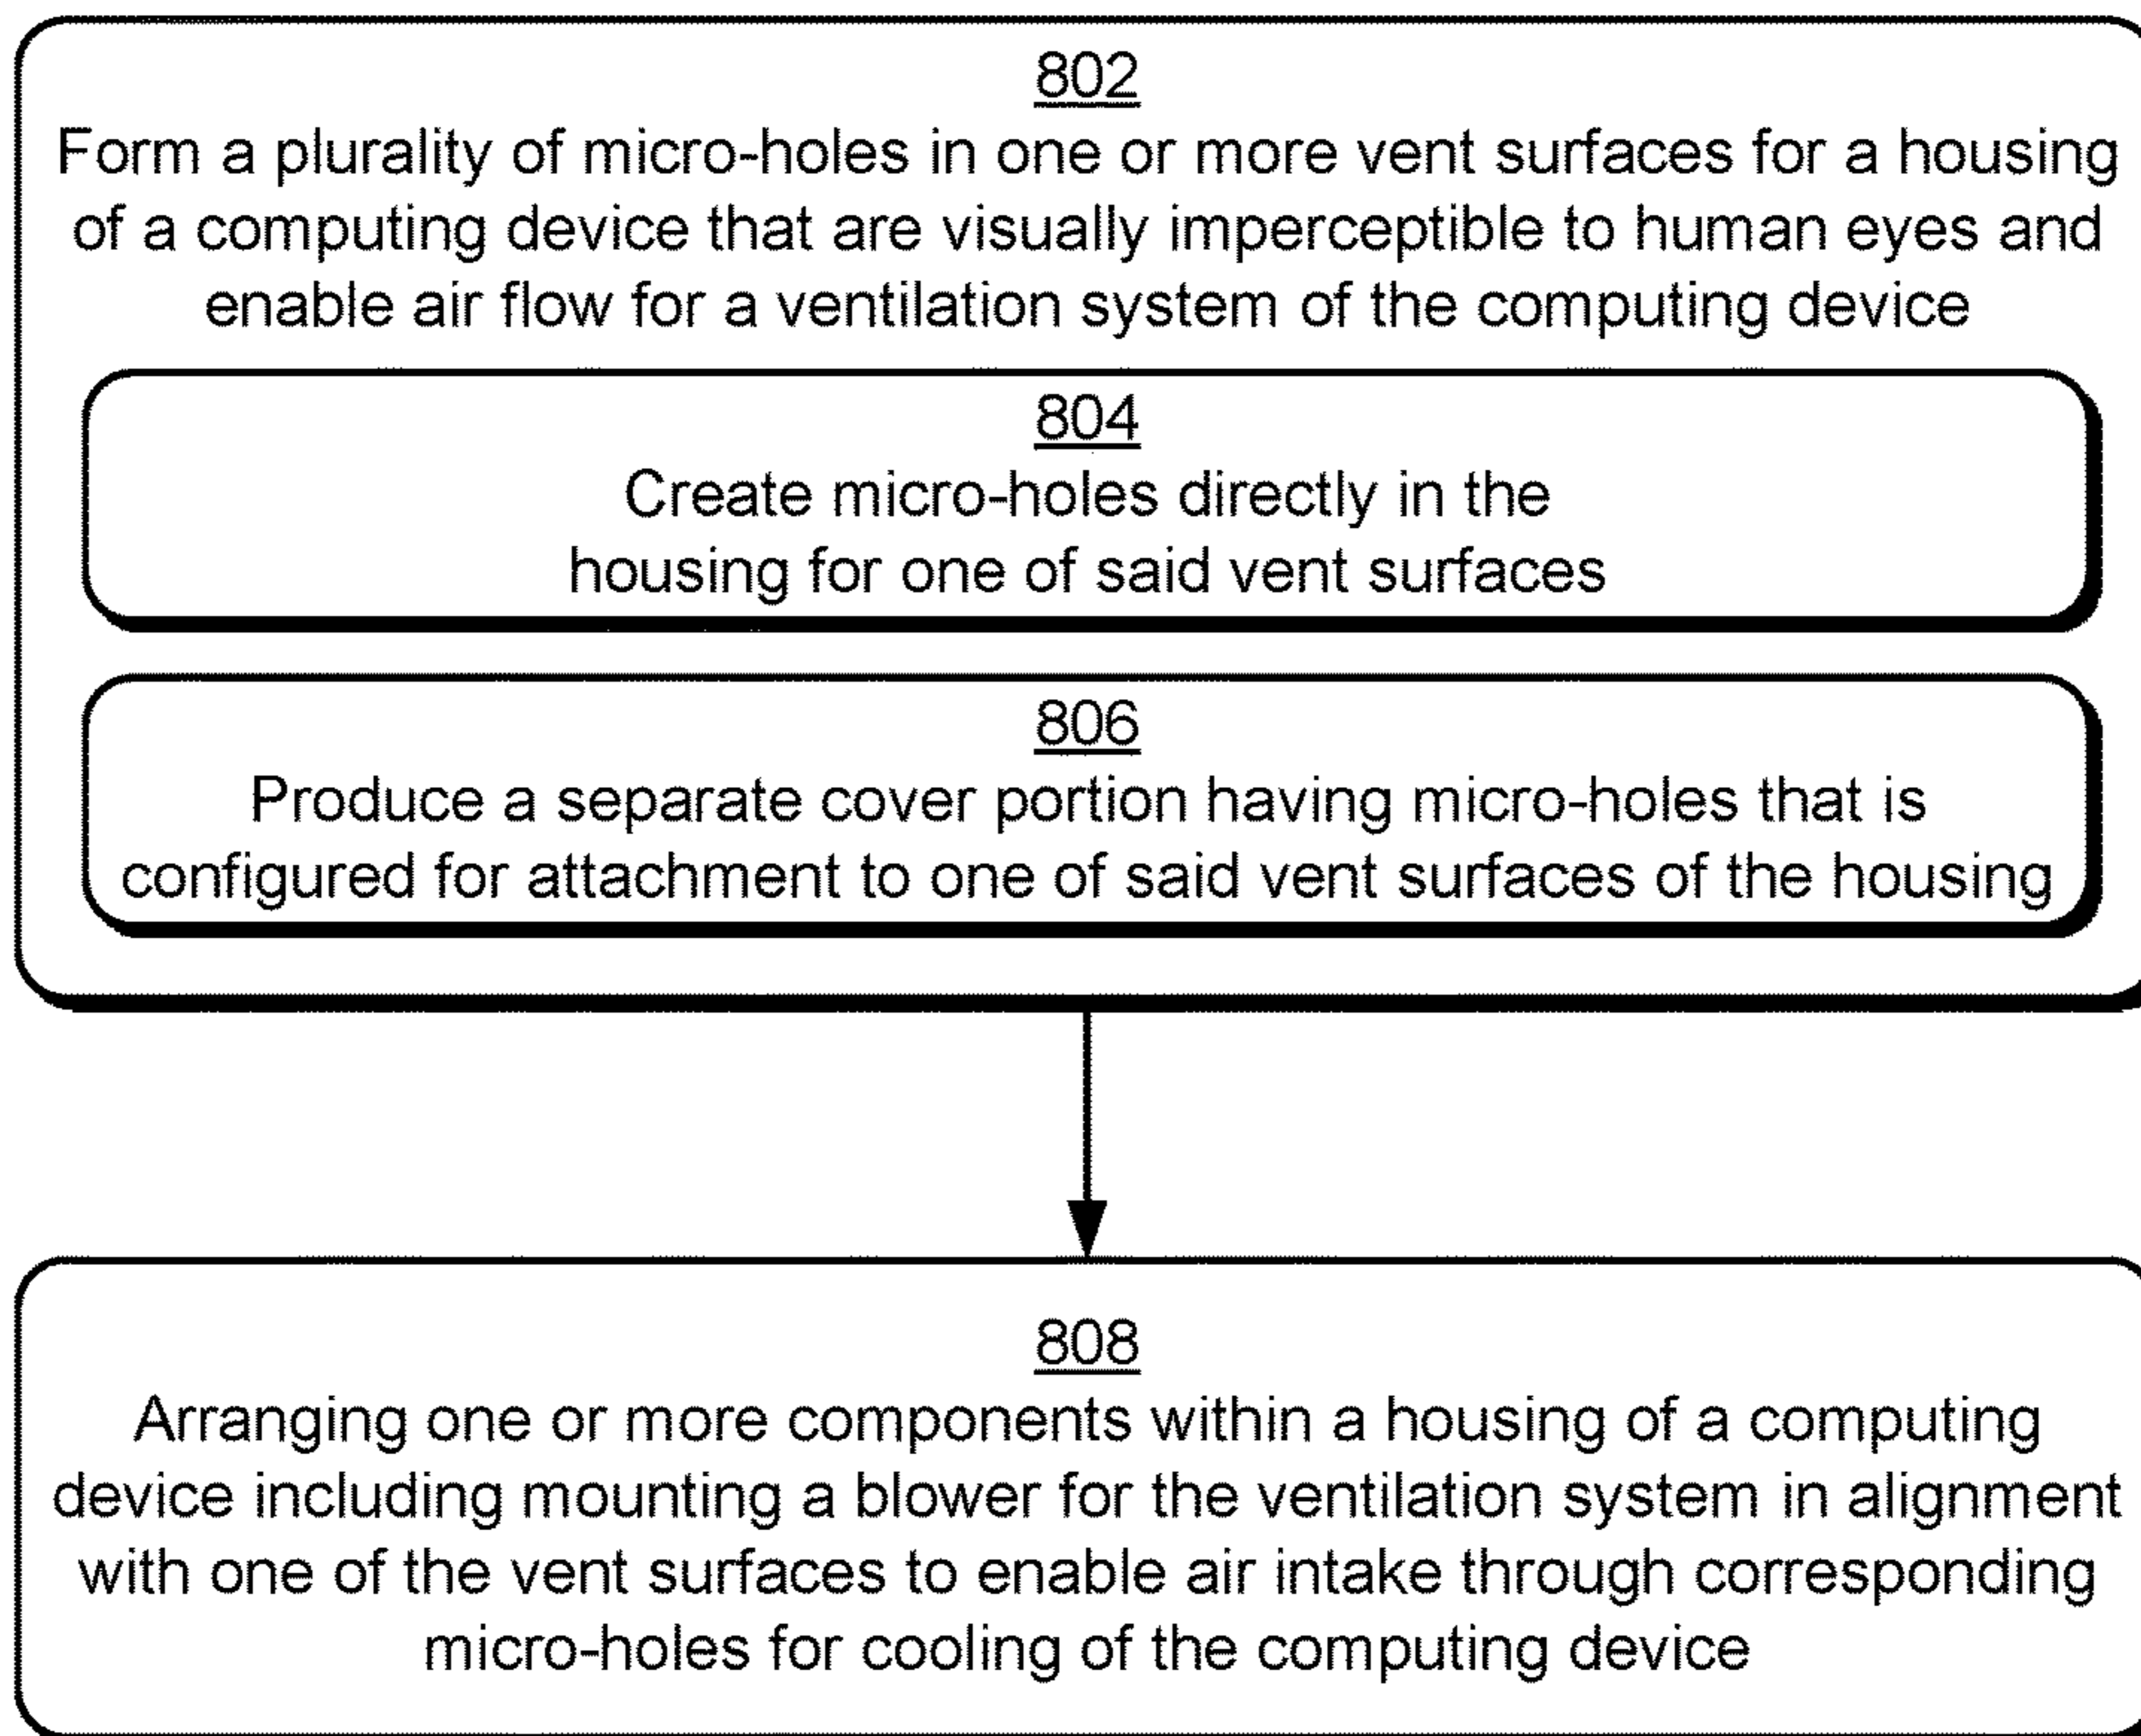 802
Form a plurality of micro-holes in one or more vent surfaces for a housing
of a computing device that are visually imperceptible to human eyes and
enable air flow for a ventilation system of the computing device
804
Create micro-holes directly in the
housing for one of said vent surfaces
806
Produce a separate cover portion having micro-holes that is
configured for attachment to one of said vent surfaces of the housing
808
Arranging one or more components within a housing of a computing
device including mounting a blower for the ventilation system in alignment
with one of the vent surfaces to enable air intake through corresponding
micro-holes for cooling of the computing device